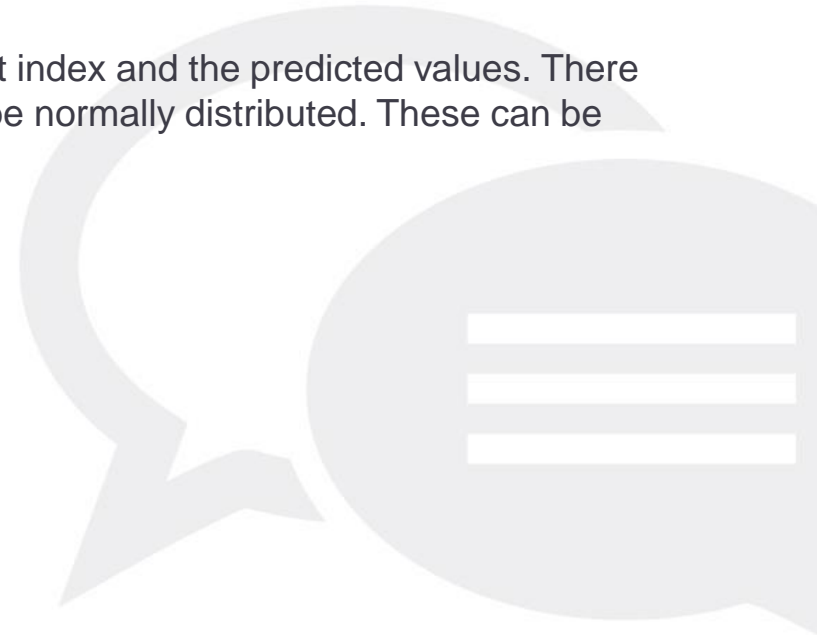 t index and the predicted values. There
be normally distributed. These can be